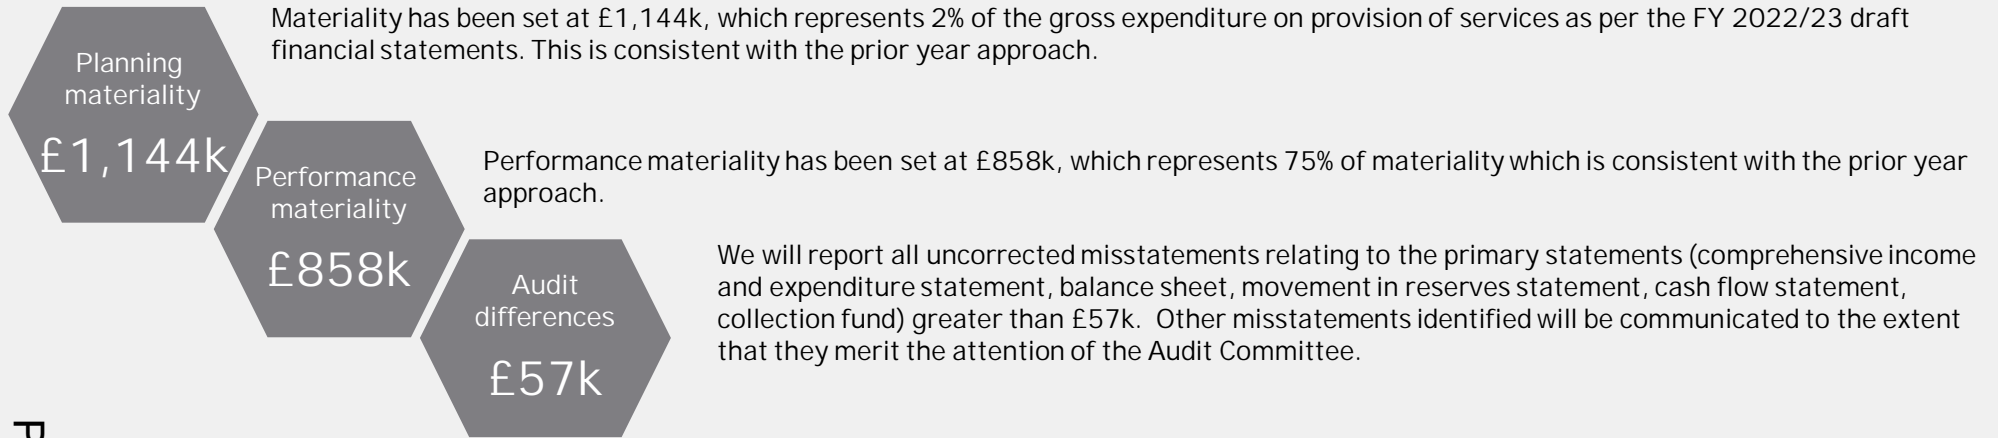 Materiality has been set at £1,144k, which represents 2% of the gross expenditure on provision of services as per the FY 2022/23 draft
financial statements. This is consistent with the prior year approach.
Planning
materiality
£1,144k
Performance materiality has been set at £858k, which represents 75% of materiality which is consistent with the prior year
approach.
Performance
materiality
£858k
We will report all uncorrected misstatements relating to the primary statements (comprehensive income
and expenditure statement, balance sheet, movement in reserves statement, cash flow statement,
collection fund) greater than £57k. Other misstatements identified will be communicated to the extent
that they merit the attention of the Audit Committee.
Audit
differences
£57k
P